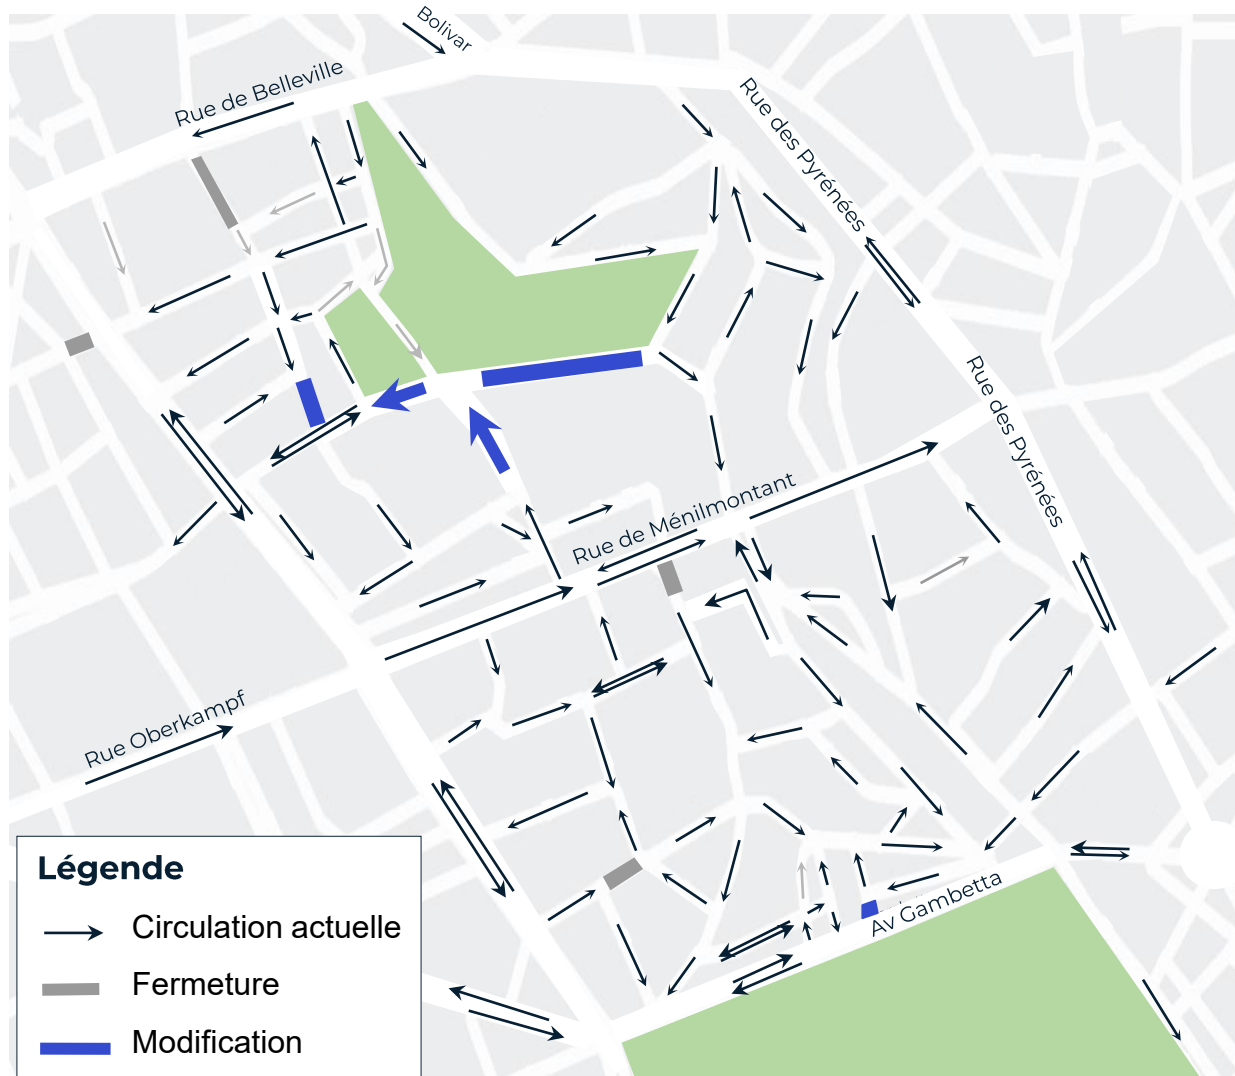 Bolivar
Rue de Belleville
Rue des Pyrénées
Rue des Pyrénées
Rue de Ménilmontant
Rue Oberkampf
Av Gambetta
Légende
Circulation actuelle
Fermeture
Modification